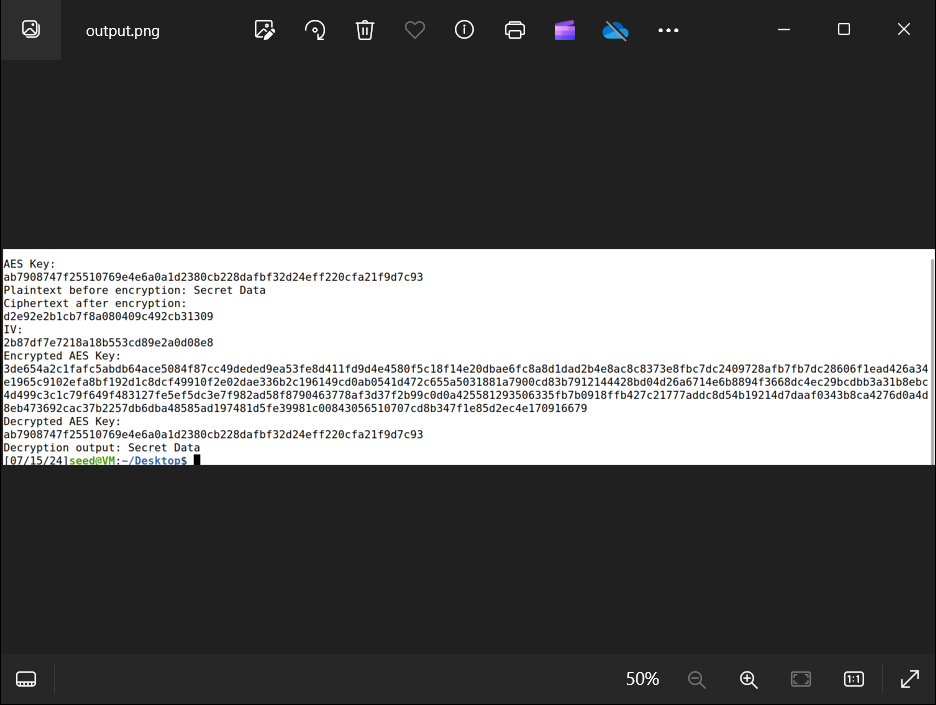 output.png
AES Key:
ab7908747f25510769e4e6a0a1d2380cb228dafbf32d24eff220cfa21f9d7c93
Plaintext before encryption: Secret Data
Ciphertext after encryption:
d2e92e2b1cb7f8a080409c492cb31309
IV:
2b87df7e7218a18b553cd89e2a0d08e8
Encrypted AES Key:
3de654a2c1fafc5abdb64ace5084f87cc49deded9ea53fe8d411fd9d4e4580f5c18f14e20dbae6fc8a8d1dad2b4e8ac8c8373e8fbc7dc2409728afb7fb7dc28606f1ead426a34
e1965c9102efa8bf192d1c8dcf49910f2e02dae336b2c196149cd0ab0541d472c655a5031881a7900cd83b7912144428bd04d26a6714e6b8894f3668dc4ec29bcdbb3a31b8ebc
4d499c3c1c79f649f483127fe5ef5dc3e7f982ad58f8790463778af3d37f2b99c0d0a425581293506335fb7b0918ffb427c21777addc8d54b19214d7daaf0343b8ca4276d0a4d
8eb473692cac37b2257db6dba48585ad197481d5fe39981c00843056510707cd8b347f1e85d2ec4e170916679
Decrypted AES Key:
ab7908747f25510769e4e6a0a1d2380cb228dafbf32d24eff220cfa21f9d7c93
Decryption output: Secret Data
[07/15/24]seed@VM:~/Desktop$
50%
1:1